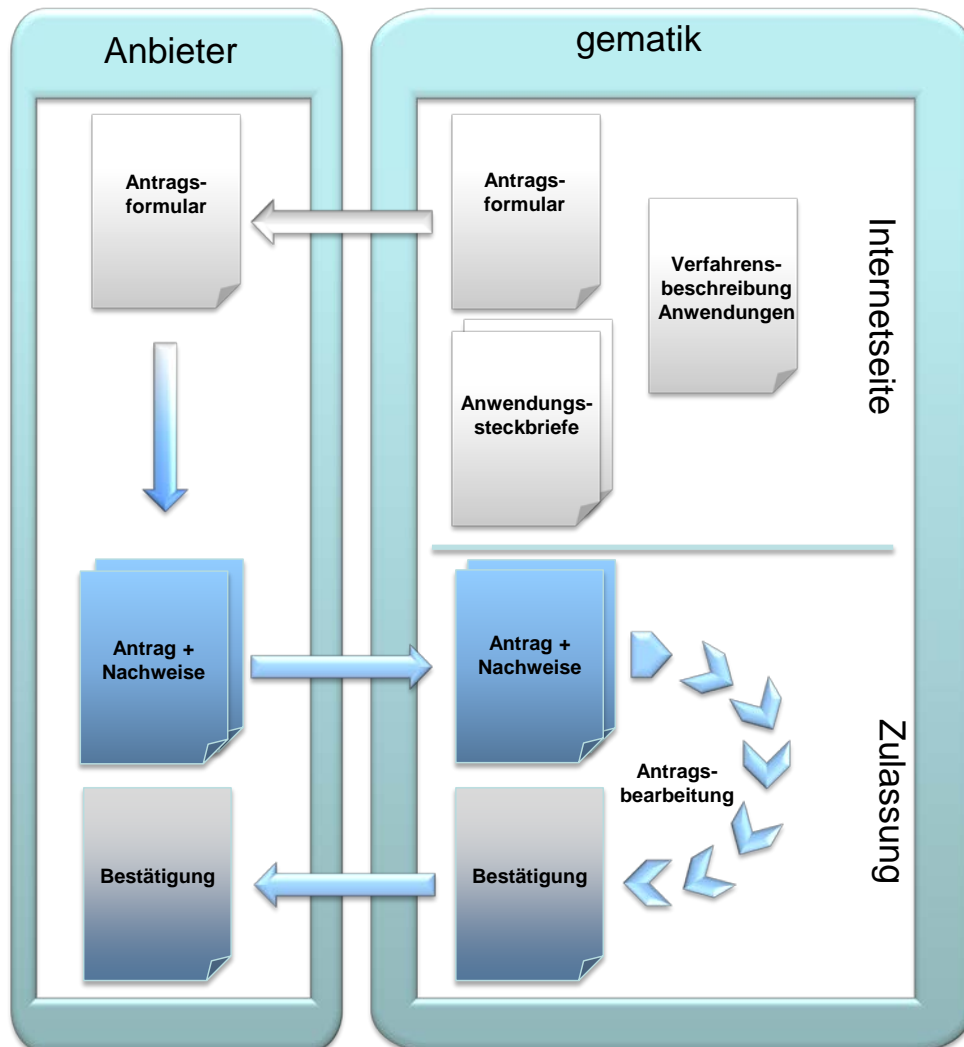 Anbieter
gematik
Antrags-
formular
Antrags-
formular
Verfahrens-
beschreibung
Anwendungen
Anwendungs-
steckbriefe
Internetseite
Antrag +
Nachweise
Antrag +
Nachweise
Antrags-
bearbeitung
Bestätigung
Bestätigung
Zulassung